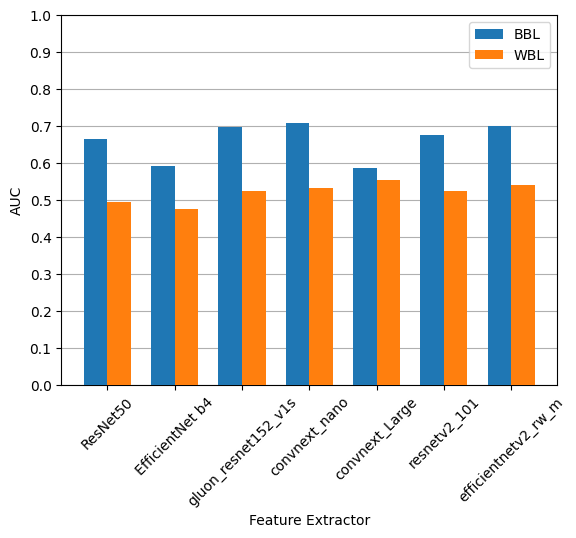 1.0
0.9
0.8
0.7
0.6
0.5
0.4
0.3
0.2
0.1
0.0
AUC
BBL
WBL
ResNet50
EfficientNet b4
gluon_resnet152_v1s
convnext_nano
convnext_Large
resnetv2_101
efficientnetv2_rw_m
Feature Extractor